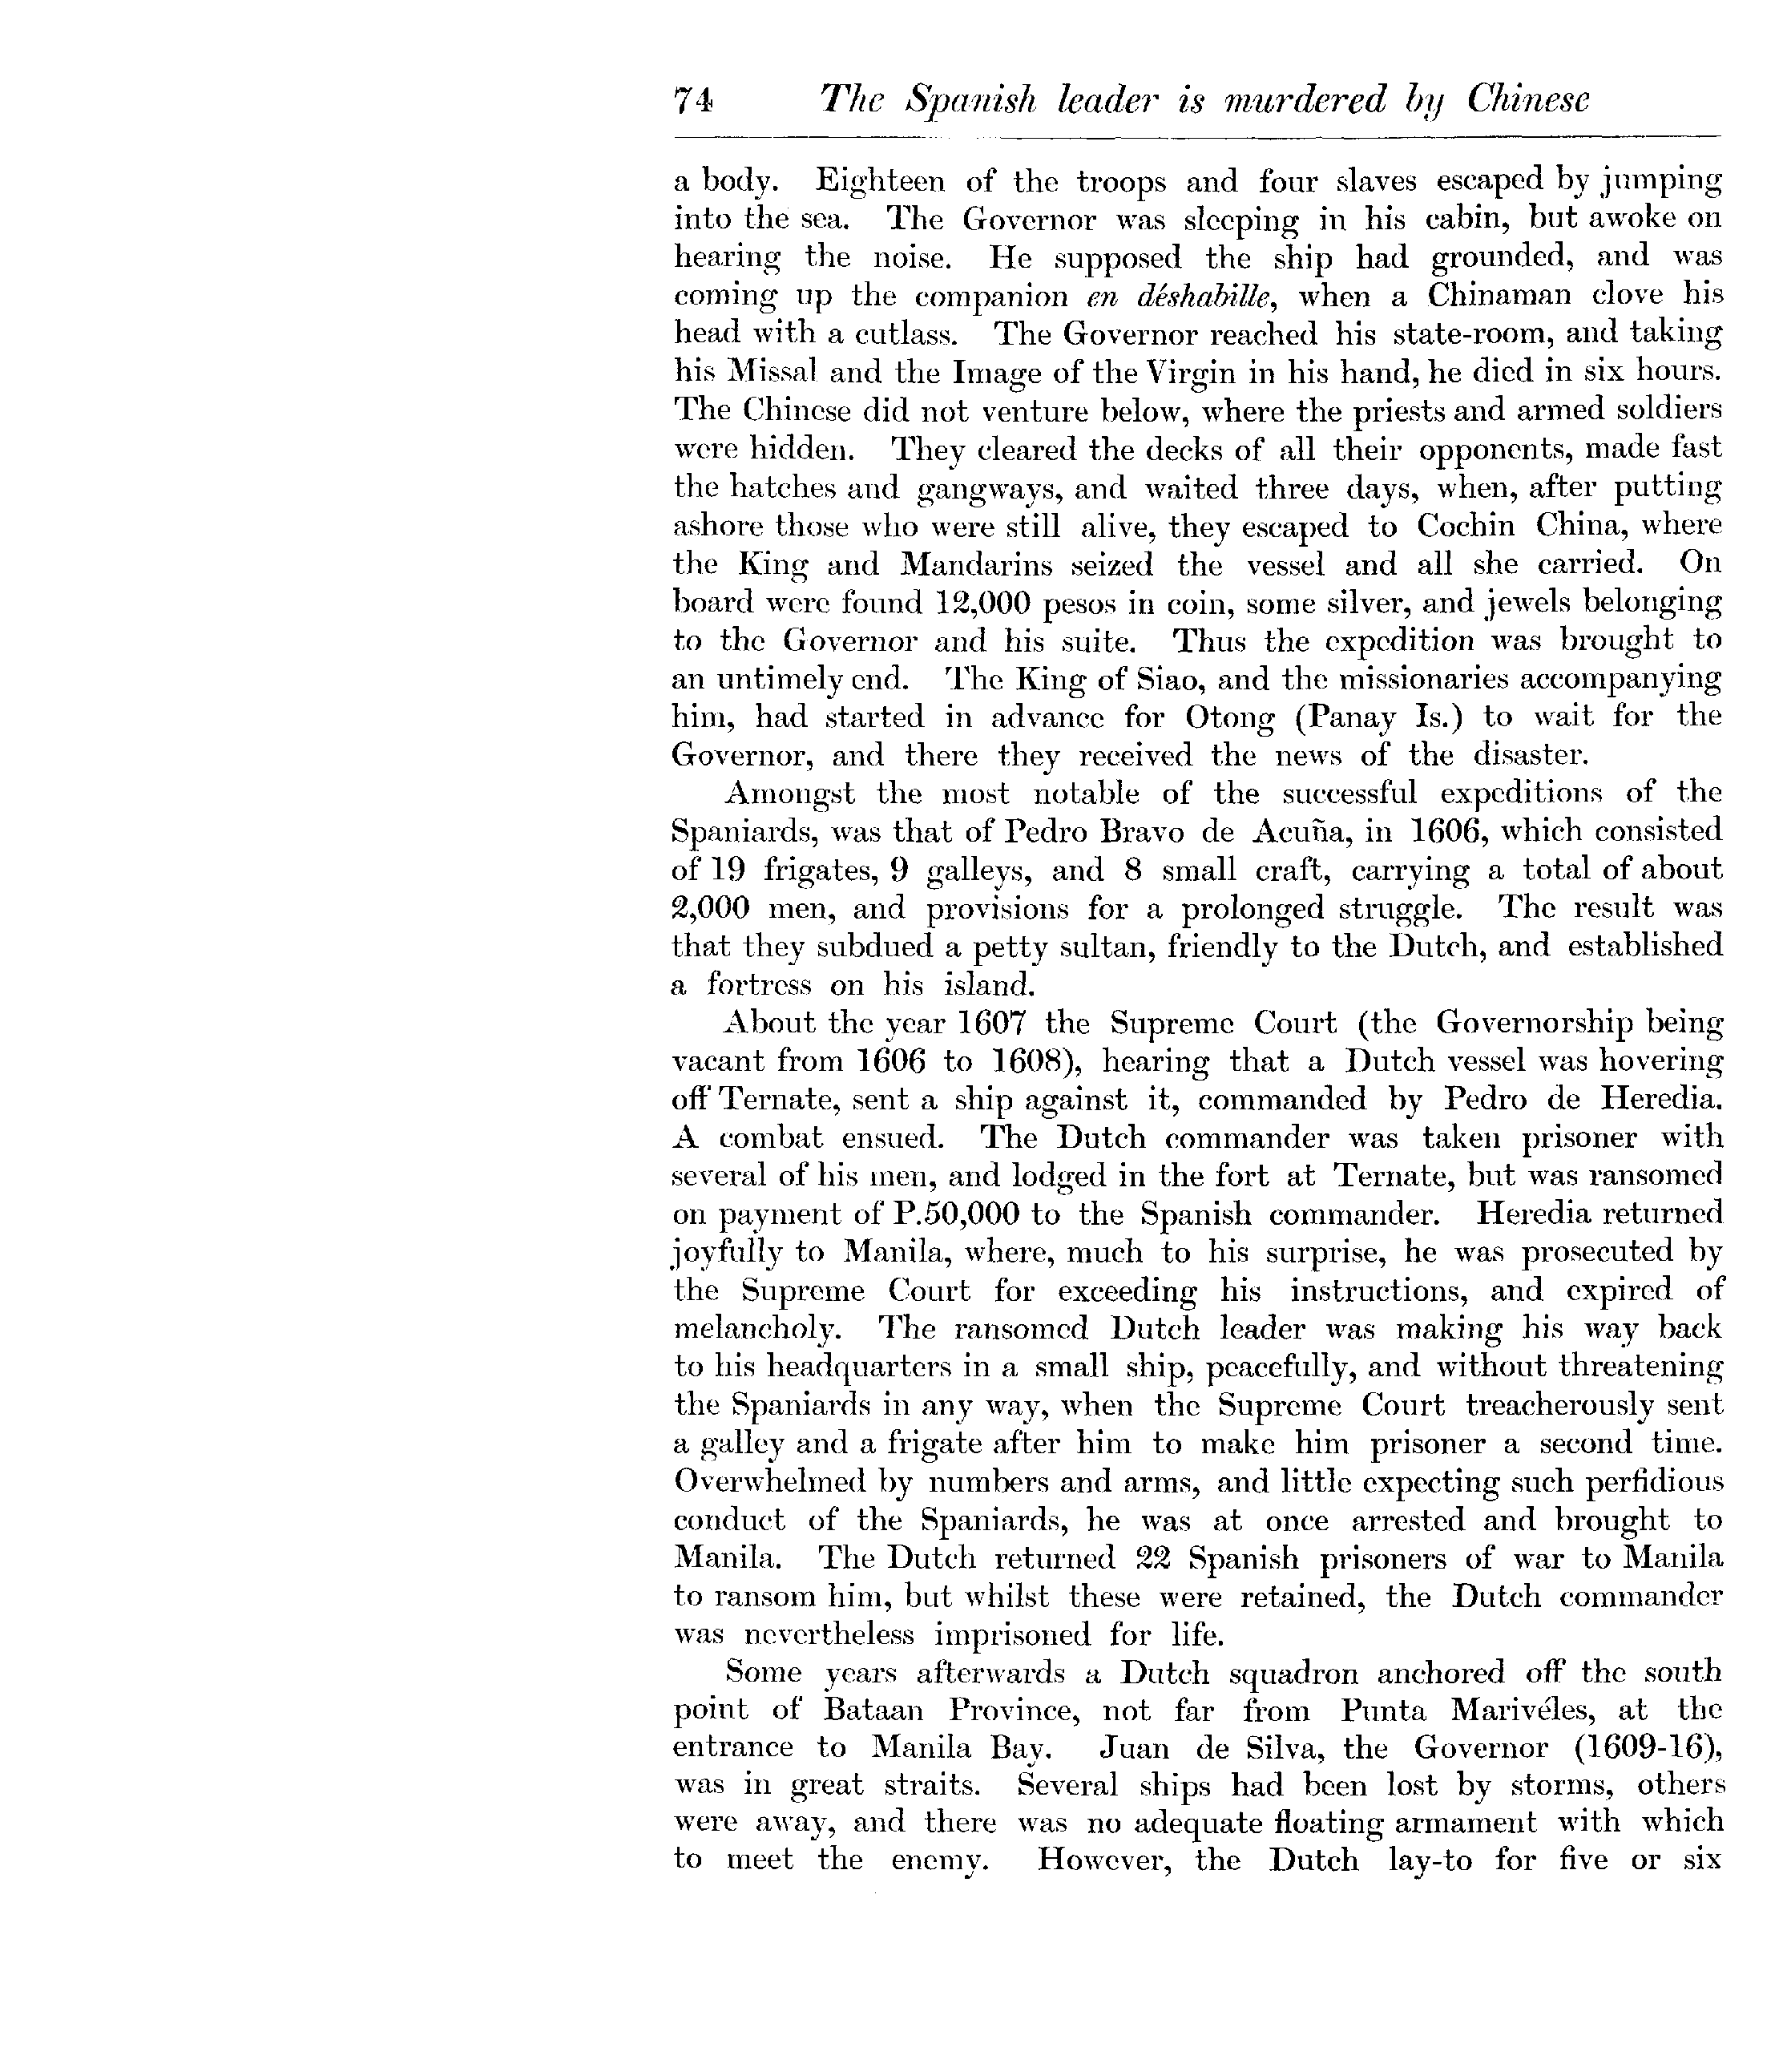 74 The Spanish leader is murdered by Chinese
a body. Eighteen of the troops and four slaves escaped by jumping
into the sea. The Governor was sleeping in his cabin, but awoke on
hearing the noise. He supposed the ship had grounded, and was
coming up the companion en déshabille, when a Chinaman clove his
head with a cutlass. The Governor reached his state-room, and taking
his Missal and the Image of the Virgin in his hand, he died in six hours.
The Chinese did not venture below, where the priests and armed soldiers
were hidden. They cleared the decks of all their opponents, made fast
the hatches and gangways, and waited three days, when, after putting
ashore those who were still alive, they escaped to Cochin China, where
the King and Mandarins seized the vessel and all she carried. On
board were found 12,000 pesos in coin, some silver, and jewels belonging
to the Governor and his suite. Thus the expedition was brought to
an untimely end. The King of Siao, and the missionaries accompanying
him, had started in advance for Otong (Panay Is.) to wait for the
Governor, and there they received the news of the disaster.
Amongst the most notable of the successful expeditions of the
Spaniards, was that of Pedro Bravo de Acuña, in 1606, which consisted
of 19 frigates, 9 galleys, and 8 small craft, carrying a total of about
2,000 men, and provisions for a prolonged struggle. The result was
that they subdued a petty sultan, friendly to the Dutch, and established
a fortress on his island.
About the year 1607 the Supreme Court (the Governorship being
vacant from 1606 to 1608), hearing that a Dutch vessel was hovering
off Ternate, sent a ship against it, commanded by Pedro de Heredia.
A combat ensued. The Dutch commander was taken prisoner with
several of his men, and lodged in the fort at Ternate, but was ransomed
on payment of P.50,000 to the Spanish commander. Heredia returned
joyfully to Manila, where, much to his surprise, he was prosecuted by
the Supreme Court for exceeding his instructions, and expired of
melancholy. The ransomed Dutch leader was making his way back
to his headquarters in a small ship, peacefully, and without threatening
the Spaniards in any way, when the Supreme Court treacherously sent
a galley and a frigate after him to make him prisoner a second time.
Overwhelmed by numbers and arms, and little expecting such perfidious
conduct of the Spaniards, he was at once arrested and brought to
Manila. The Dutch returned 22 Spanish prisoners of war to Manila
to ransom him, but whilst these were retained, the Dutch commander
was nevertheless imprisoned for life.
Some years afterwards a Dutch squadron anchored off the south
point of Bataan Province, not far from Punta Mariveles, at the
entrance to Manila Bay. Juan de Silva, the Governor (1609-16),
was in great straits. Several ships had been lost by storms, others
were away, and there was no adequate floating armament with which
to meet the enemy. However, the Dutch lay-to for five or six